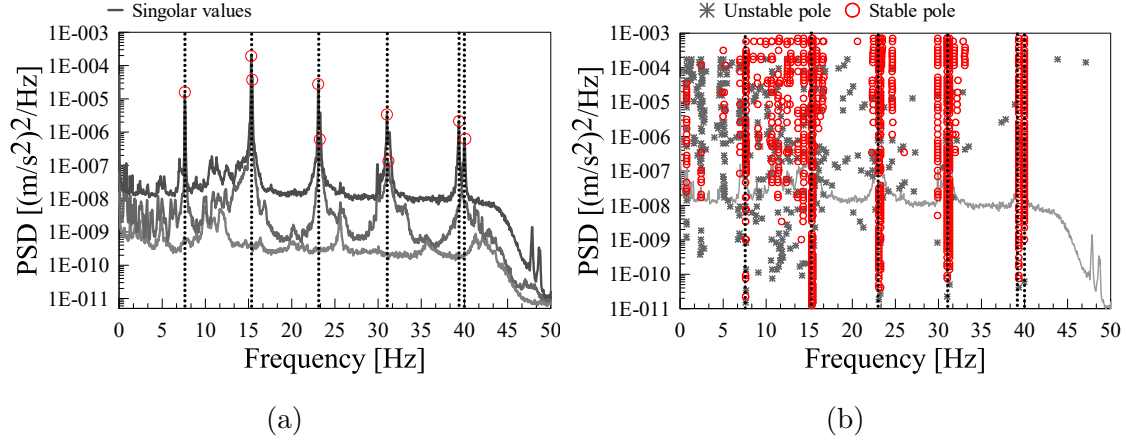 Singolar values
1E-003
1E-004
1E-005
1E-006
1E-007
1E-008
1E-009
1E-010
1E-011
PSD [(m/s2)^2/Hz]
0 5 10 15 20 25 30 35 40 45 50
Frequency [Hz]
(a)
Unstable pole Stable pole
1E-003
1E-004
1E-005
1E-006
1E-007
1E-008
1E-009
1E-010
1E-011
PSD [(m/s2)^2/Hz]
0 5 10 15 20 25 30 35 40 45 50
Frequency [Hz]
(b)